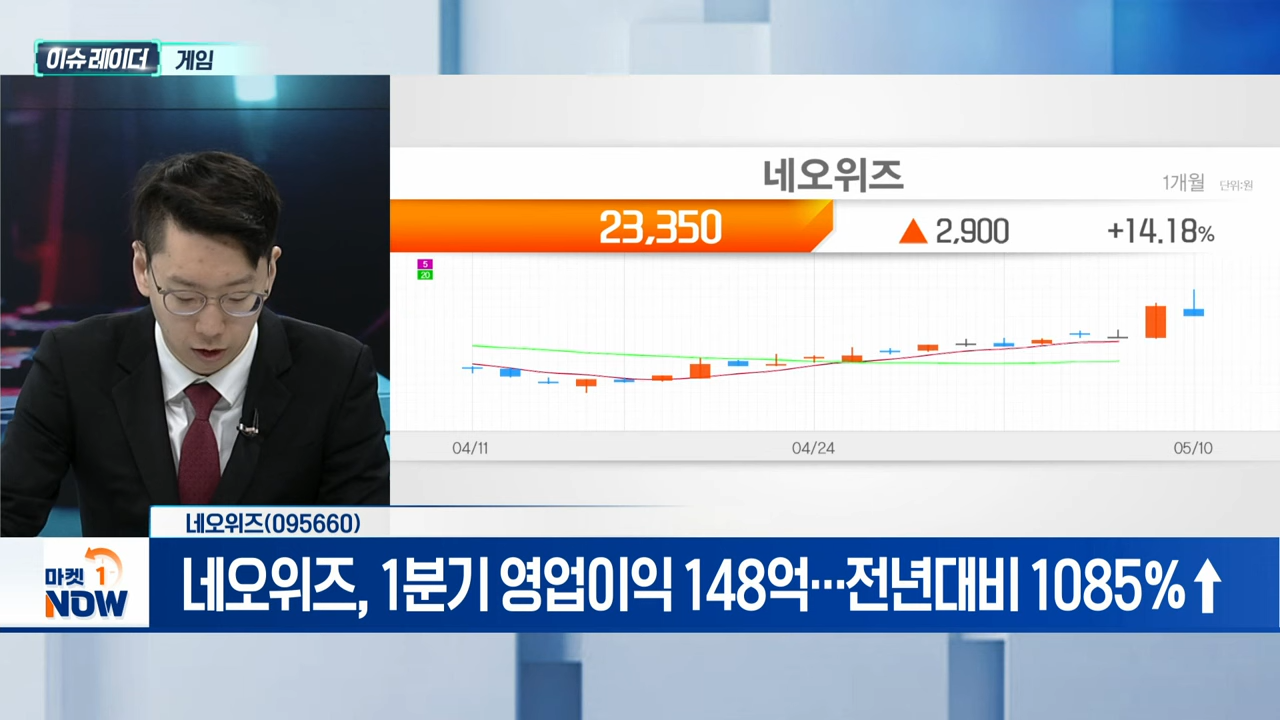 이슈 레이더
게임
네오위즈
1개월 단위:원
23,350 ▲ 2,900 +14.18%
5
20
04/11 04/24 05/10
네오위즈(095660)
마켓 1
NOW
네오위즈, 1분기 영업이익 148억…전년대비 1085%↑